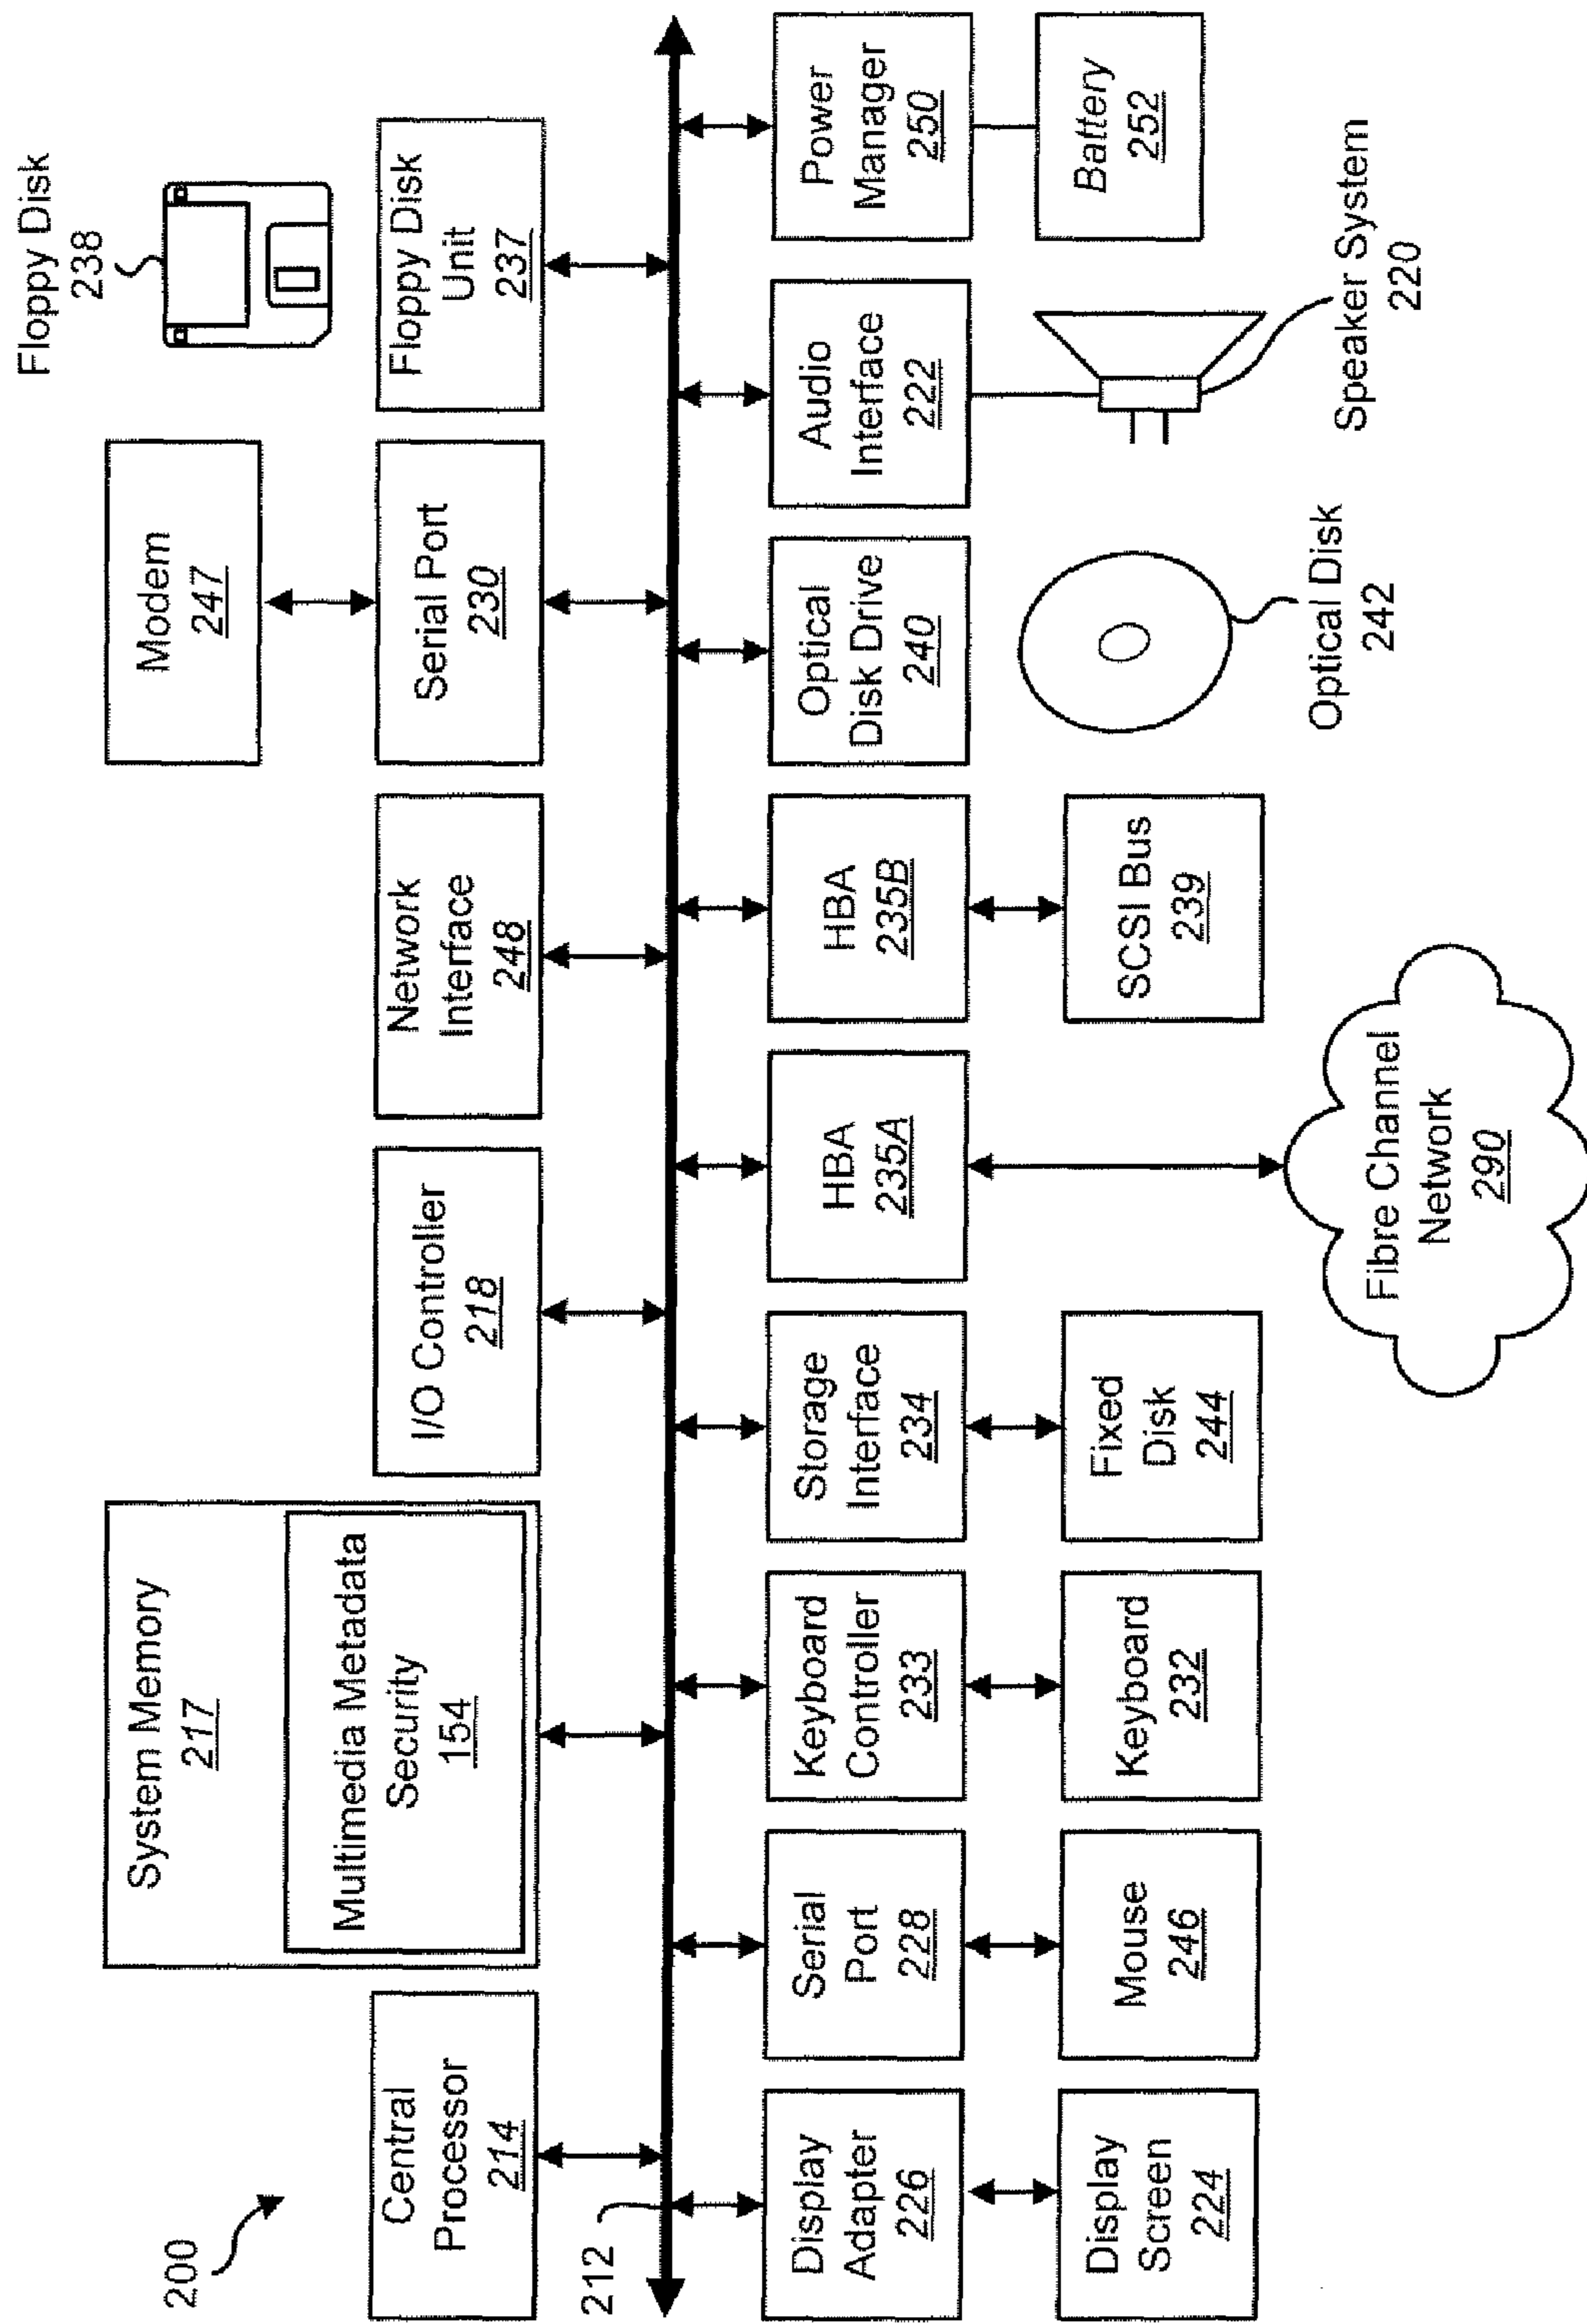 200
Central
Processor
214
System Memory
217
Multimedia Metadata
Security
154
I/O Controller
218
Network
Interface
248
Modem
247
Serial Port
230
Floppy Disk
238
Floppy Disk
Unit
237
212
Display
Adapter
226
Serial
Port
228
Keyboard
Controller
233
Storage
Interface
234
HBA
235A
HBA
235B
Optical
Disk Drive
240
Audio
Interface
222
Power
Manager
250
Display
Screen
224
Mouse
246
Keyboard
232
Fixed
Disk
244
Fibre Channel
Network
290
SCSI Bus
239
Optical Disk
242
Speaker System
220
Battery
252